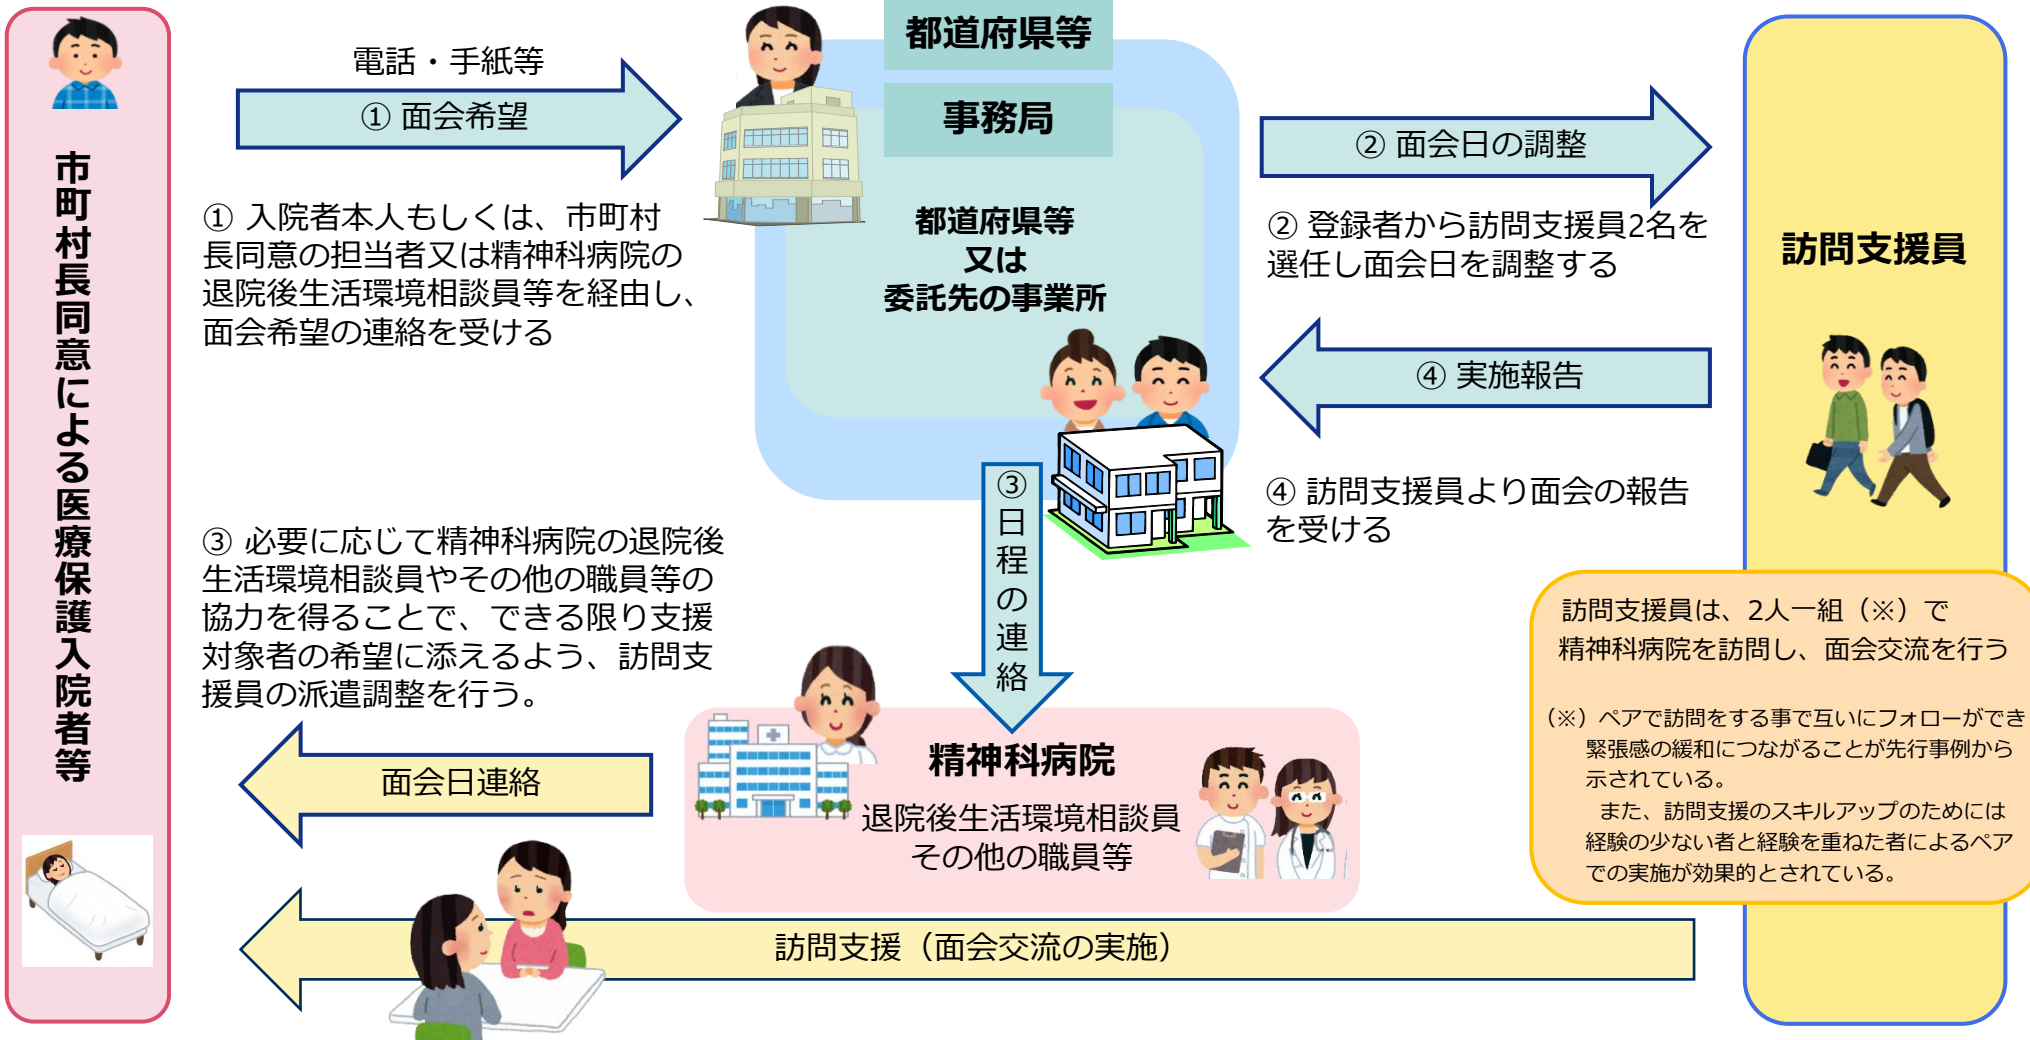 市町村長同意による医療保護入院者等
電話・手紙等
① 面会希望
① 入院者本人もしくは、市町村
長同意の担当者又は精神科病院の
退院後生活環境相談員等を経由し、
面会希望の連絡を受ける
都道府県等
事務局
都道府県等
又は
委託先の事業所
② 面会日の調整
② 登録者から訪問支援員2名を
選任し面会日を調整する
④ 実施報告
④ 訪問支援員より面会の報告
を受ける
訪問支援員
③日程の連絡
③ 必要に応じて精神科病院の退院後
生活環境相談員やその他の職員等の
協力を得ることで、できる限り支援
対象者の希望に添えるよう、訪問支
援員の派遣調整を行う。
面会日連絡
精神科病院
退院後生活環境相談員
その他の職員等
訪問支援員は、2人一組（※）で
精神科病院を訪問し、面会交流を行う
（※）ペアで訪問をする事で互いにフォローができ
緊張感の緩和につながることが先行事例から
示されている。
また、訪問支援のスキルアップのためには
経験の少ない者と経験を重ねた者によるペア
での実施が効果的とされている。
訪問支援（面会交流の実施）